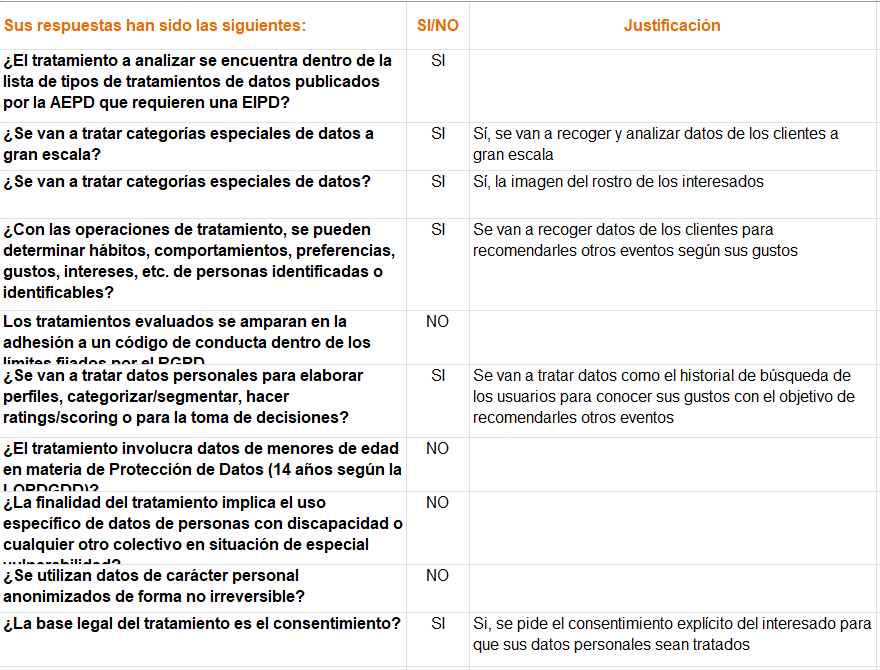 Sus respuestas han sido las siguientes: SI/NO Justificación
¿El tratamiento a analizar se encuentra dentro de la SI
lista de tipos de tratamientos de datos publicados
por la AEPD que requieren una EIPD?
¿Se van a tratar categorías especiales de datos a SI Sí, se van a recoger y analizar datos de los clientes a
gran escala? gran escala
¿Se van a tratar categorías especiales de datos? SI Sí, la imagen del rostro de los interesados
¿Con las operaciones de tratamiento, se pueden SI Se van a recoger datos de los clientes para
determinar hábitos, comportamientos, preferencias, recomendarles otros eventos según sus gustos
gustos, intereses, etc. de personas identificadas o
identificables?
Los tratamientos evaluados se amparan en la NO
adhesión a un código de conducta dentro de los
límites fijados por el RGPD
¿Se van a tratar datos personales para elaborar SI Se van a tratar datos como el historial de búsqueda de
perfiles, categorizar/segmentar, hacer los usuarios para conocer sus gustos con el objetivo de
ratings/scoring o para la toma de decisiones? recomendarles otros eventos
¿El tratamiento involucra datos de menores de edad NO
en materia de Protección de Datos (14 años según la
LOPDGDD)?
¿La finalidad del tratamiento implica el uso NO
específico de datos de personas con discapacidad o
cualquier otro colectivo en situación de especial
vulnerabilidad?
¿Se utilizan datos de carácter personal NO
anonimizados de forma no irreversible?
¿La base legal del tratamiento es el consentimiento? SI Si, se pide el consentimiento explícito del interesado para
que sus datos personales sean tratados